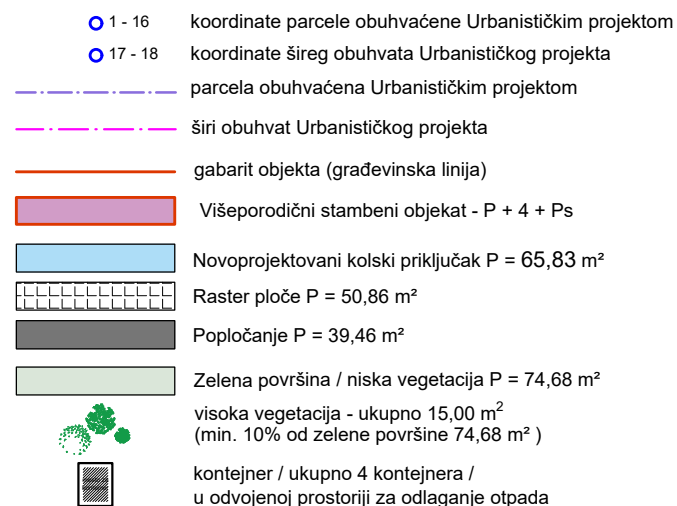 1 - 16 koordinate parcele obuhvaćene Urbanističkim projektom
17 - 18 koordinate šireg obuhvata Urbanističkog projekta
parcela obuhvaćena Urbanističkim projektom
širi obuhvat Urbanističkog projekta
gabarit objekta (građevinska linija)
Višeporodični stambeni objekat - P + 4 + Ps
Novoprojektovani kolski priključak P = 65,83 m²
Raster ploče P = 50,86 m²
Popločanje P = 39,46 m²
Zelena površina / niska vegetacija P = 74,68 m²
visoka vegetacija - ukupno 15,00 m²
(min. 10% od zelene površine 74,68 m² )
kontejner / ukupno 4 kontejnera /
u odvojenoj prostoriji za odlaganje otpada